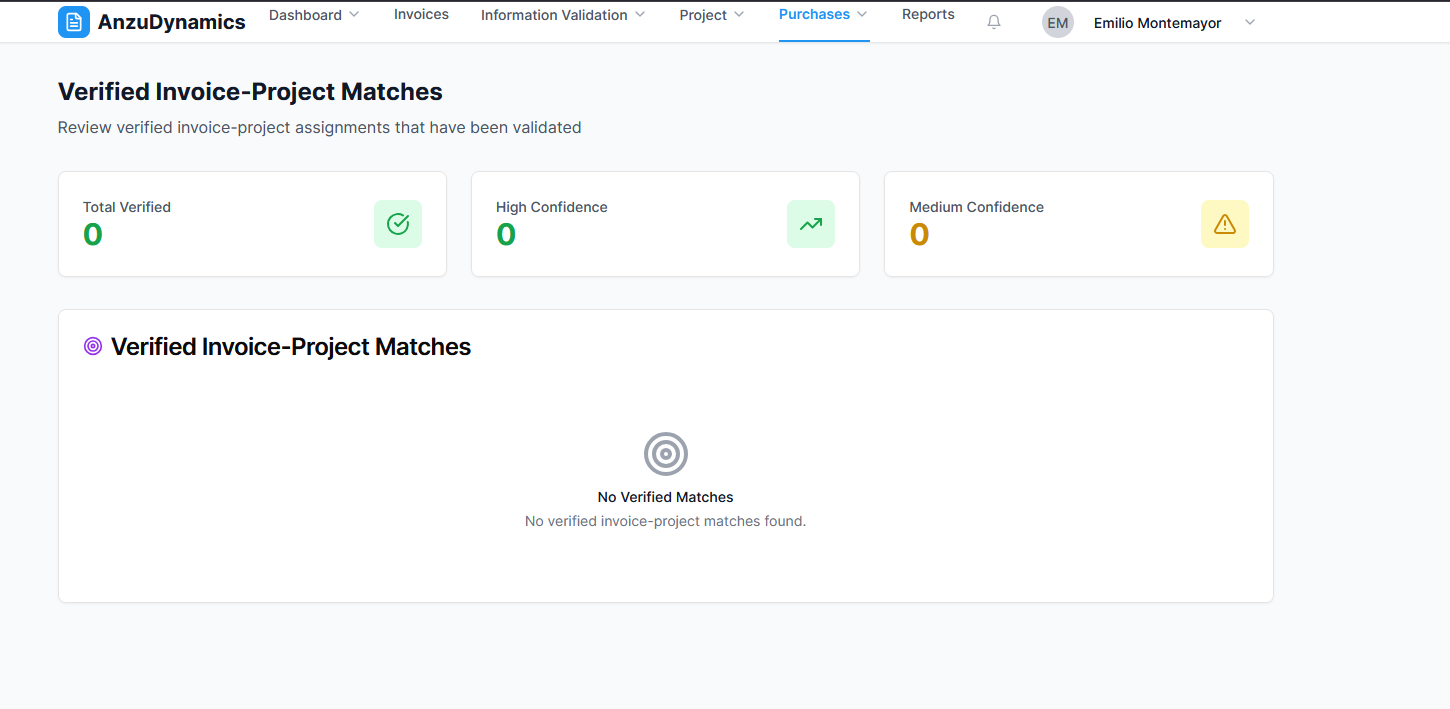 AnzuDynamics
Dashboard
Invoices
Information Validation
Project
Purchases
Reports
EM
Emilio Montemayor
Verified Invoice-Project Matches
Review verified invoice-project assignments that have been validated
Total Verified
0
High Confidence
0
Medium Confidence
0
Verified Invoice-Project Matches
No Verified Matches
No verified invoice-project matches found.